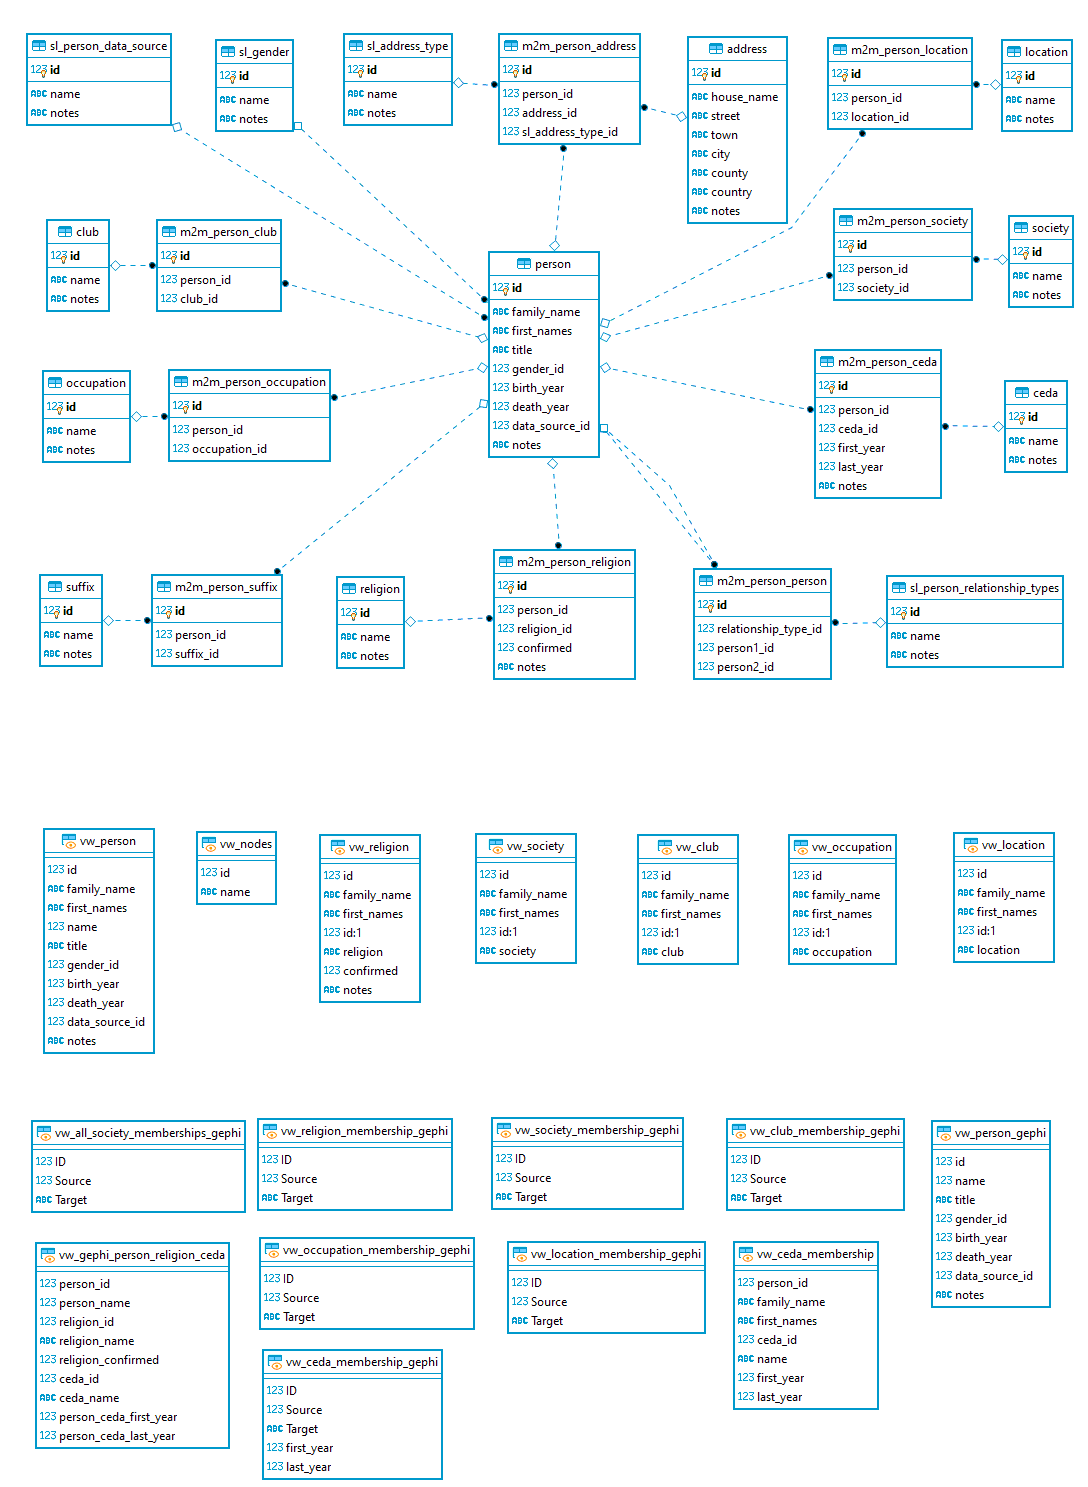 sl_person_data_source
123 id
ABC name
ABC notes
sl_gender
123 id
ABC name
ABC notes
sl_address_type
123 id
ABC name
ABC notes
m2m_person_address
123 id
123 person_id
123 address_id
123 sl_address_type_id
address
123 id
ABC house_name
ABC street
ABC town
ABC city
ABC county
ABC country
ABC notes
m2m_person_location
123 id
123 person_id
123 location_id
location
123 id
ABC name
ABC notes
club
123 id
ABC name
ABC notes
m2m_person_club
123 id
123 person_id
123 club_id
person
123 id
ABC family_name
ABC first_names
ABC title
123 gender_id
123 birth_year
123 death_year
123 data_source_id
ABC notes
m2m_person_society
123 id
123 person_id
123 society_id
society
123 id
ABC name
ABC notes
occupation
123 id
ABC name
ABC notes
m2m_person_occupation
123 id
123 person_id
123 occupation_id
m2m_person_ceda
123 id
123 person_id
123 ceda_id
123 first_year
123 last_year
ABC notes
ceda
123 id
ABC name
ABC notes
suffix
123 id
ABC name
ABC notes
m2m_person_suffix
123 id
123 person_id
123 suffix_id
religion
123 id
ABC name
ABC notes
m2m_person_religion
123 id
123 person_id
123 religion_id
123 confirmed
ABC notes
m2m_person_person
123 id
123 relationship_type_id
123 person1_id
123 person2_id
sl_person_relationship_types
123 id
ABC name
ABC notes
vw_person
123 id
ABC family_name
ABC first_names
123 name
ABC title
123 gender_id
123 birth_year
123 death_year
123 data_source_id
ABC notes
vw_nodes
123 id
ABC name
vw_religion
123 id
ABC family_name
ABC first_names
123 id:1
ABC religion
123 confirmed
ABC notes
vw_society
123 id
ABC family_name
ABC first_names
123 id:1
ABC society
vw_club
123 id
ABC family_name
ABC first_names
123 id:1
ABC club
vw_occupation
123 id
ABC family_name
ABC first_names
123 id:1
ABC occupation
vw_location
123 id
ABC family_name
ABC first_names
123 id:1
ABC location
vw_all_society_memberships_gephi
123 ID
123 Source
ABC Target
vw_religion_membership_gephi
123 ID
123 Source
ABC Target
vw_society_membership_gephi
123 ID
123 Source
ABC Target
vw_club_membership_gephi
123 ID
123 Source
ABC Target
vw_person_gephi
123 id
123 name
ABC title
123 gender_id
123 birth_year
123 death_year
123 data_source_id
ABC notes
vw_gephi_person_religion_ceda
123 person_id
123 person_name
123 religion_id
ABC religion_name
123 religion_confirmed
123 ceda_id
ABC ceda_name
123 person_ceda_first_year
123 person_ceda_last_year
vw_occupation_membership_gephi
123 ID
123 Source
ABC Target
vw_location_membership_gephi
123 ID
123 Source
ABC Target
vw_ceda_membership
123 person_id
ABC family_name
ABC first_names
123 ceda_id
ABC name
123 first_year
123 last_year
vw_ceda_membership_gephi
123 ID
123 Source
ABC Target
123 first_year
123 last_year